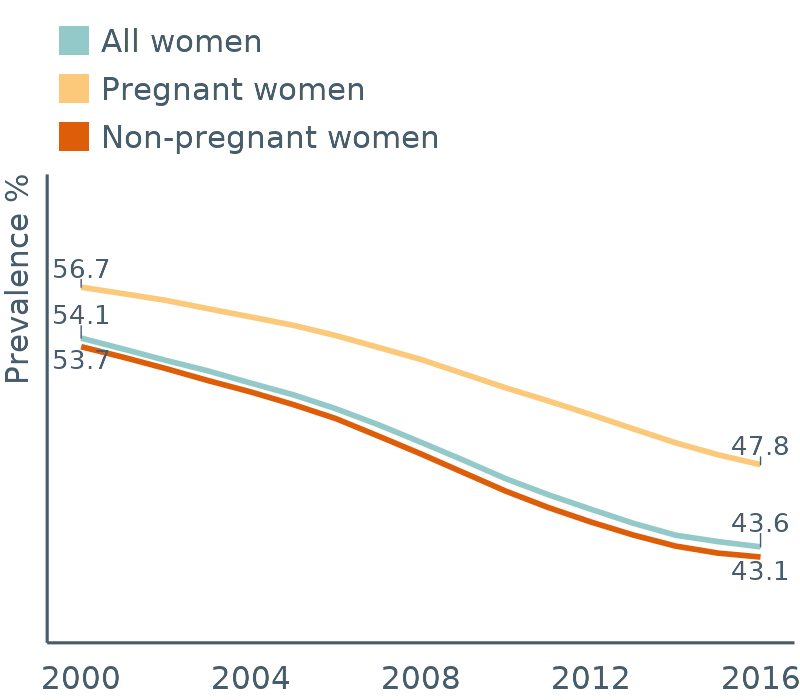 All women
Pregnant women
Non-pregnant women
Prevalence %
56.7
54.1
53.7
47.8
43.6
43.1
2000 2004 2008 2012 2016